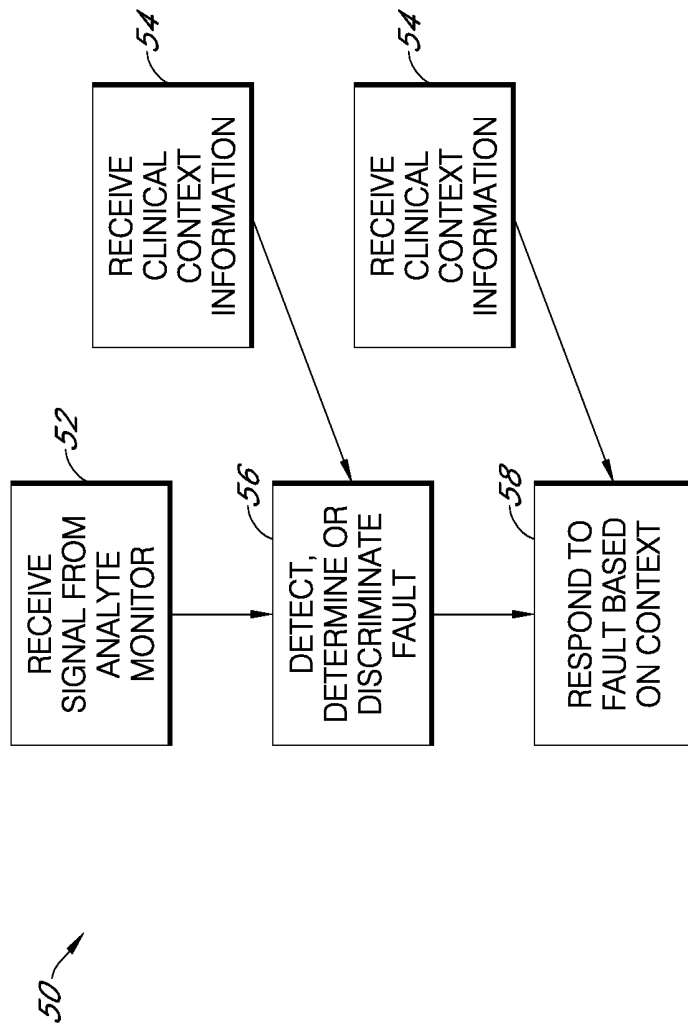 50
52
RECEIVE
SIGNAL FROM
ANALYTE
MONITOR
54
RECEIVE
CLINICAL
CONTEXT
INFORMATION
56
DETECT,
DETERMINE OR
DISCRIMINATE
FAULT
54
RECEIVE
CLINICAL
CONTEXT
INFORMATION
58
RESPOND TO
FAULT BASED
ON CONTEXT